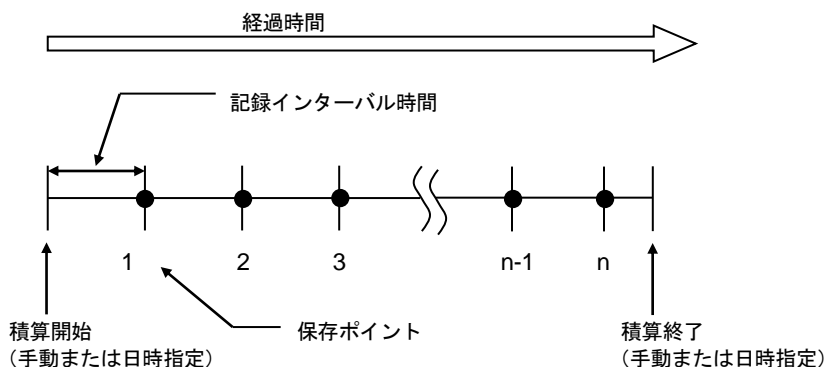 経過時間
記録インターバル時間
1
2
3
n-1
n
積算開始
(手動または日時指定)
保存ポイント
積算終了
(手動または日時指定)